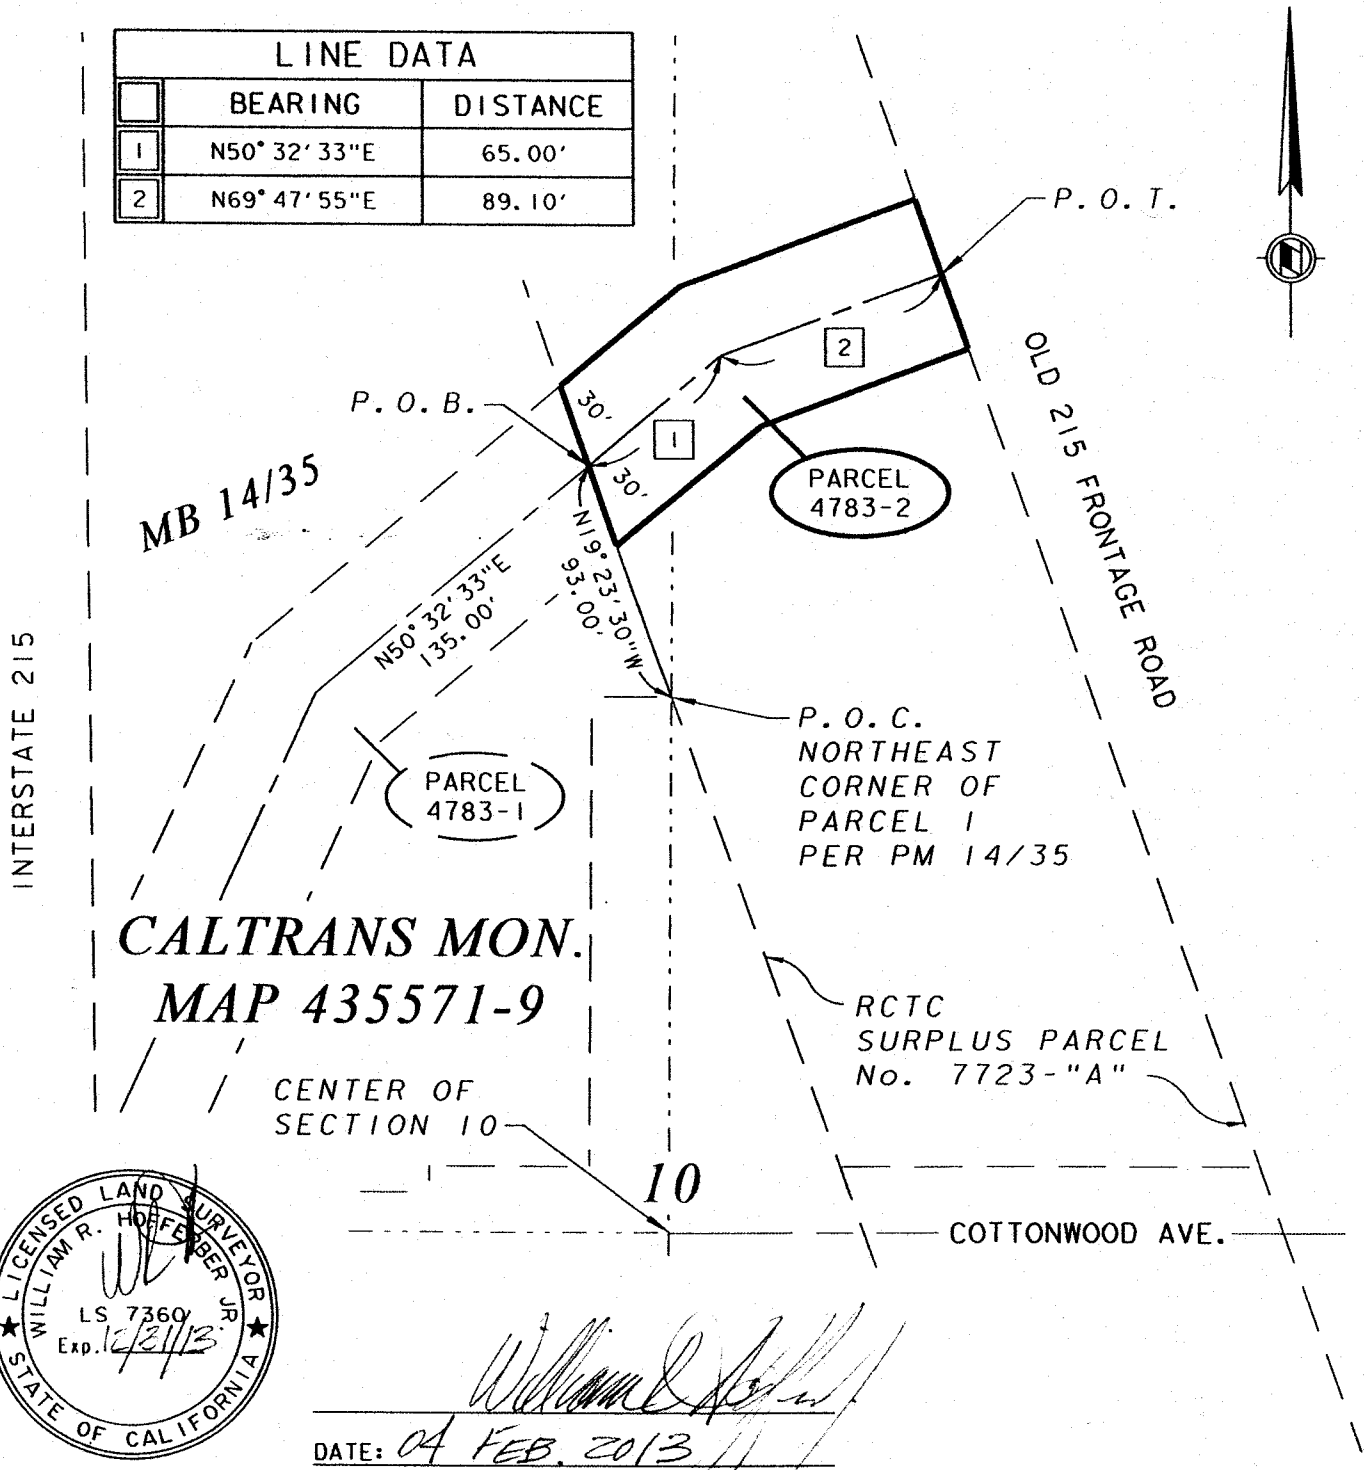 LINE DATA
BEARING DISTANCE
1 N50°32'33"E 65.00'
2 N69°47'55"E 89.10'
P.O.T.
2
P.O.B.
30'
1
30'
PARCEL
4783-2
OLD 215 FRONTAGE ROAD
MB 14/35
N50°32'33"E
135.00'
N19°23'30"W
93.00'
INTERSTATE 215
PARCEL
4783-1
P.O.C.
NORTHEAST
CORNER OF
PARCEL 1
PER PM 14/35
CALTRANS MON.
MAP 435571-9
RCTC
SURPLUS PARCEL
No. 7723-"A"
CENTER OF
SECTION 10
10
COTTONWOOD AVE.
LICENSED LAND SURVEYOR
WILLIAM R. HOFFERBER JR.
LS 7360
Exp. 12/31/13
STATE OF CALIFORNIA
DATE: 04 FEB. 2013